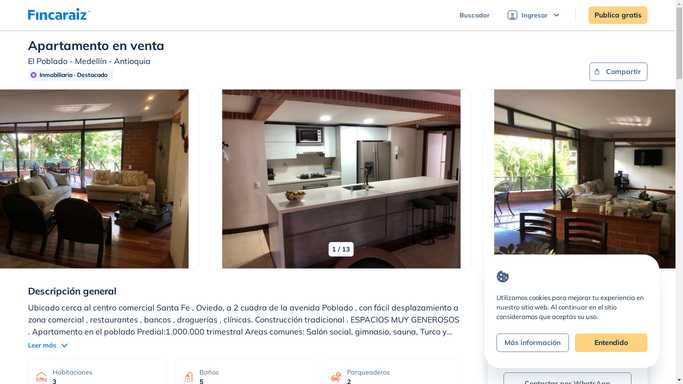 Fincaraiz
Buscador
Ingresar
Publica gratis
Apartamento en venta
El Poblado - Medellín - Antioquia
Inmobiliaria · Destacado
Compartir
1 / 13
Descripción general
Ubicado cerca al centro comercial Santa Fe , Oviedo, a 2 cuadra de la avenida Poblado , con fácil desplazamiento a
zona comercial , restaurantes , bancos , droguerías , clínicas. Construcción tradicional . ESPACIOS MUY GENEROSOS
. Apartamento en el poblado Predial:1.000.000 trimestral Areas comunes: Salón social, gimnasio, sauna, Turco y...
Leer más
Habitaciones
3
Baños
5
Parqueaderos
2
Utilizamos cookies para mejorar tu experiencia en
nuestro sitio web. Al continuar en el sitio
consideramos que aceptas su uso.
Más información
Entendido
Contactar por WhatsApp